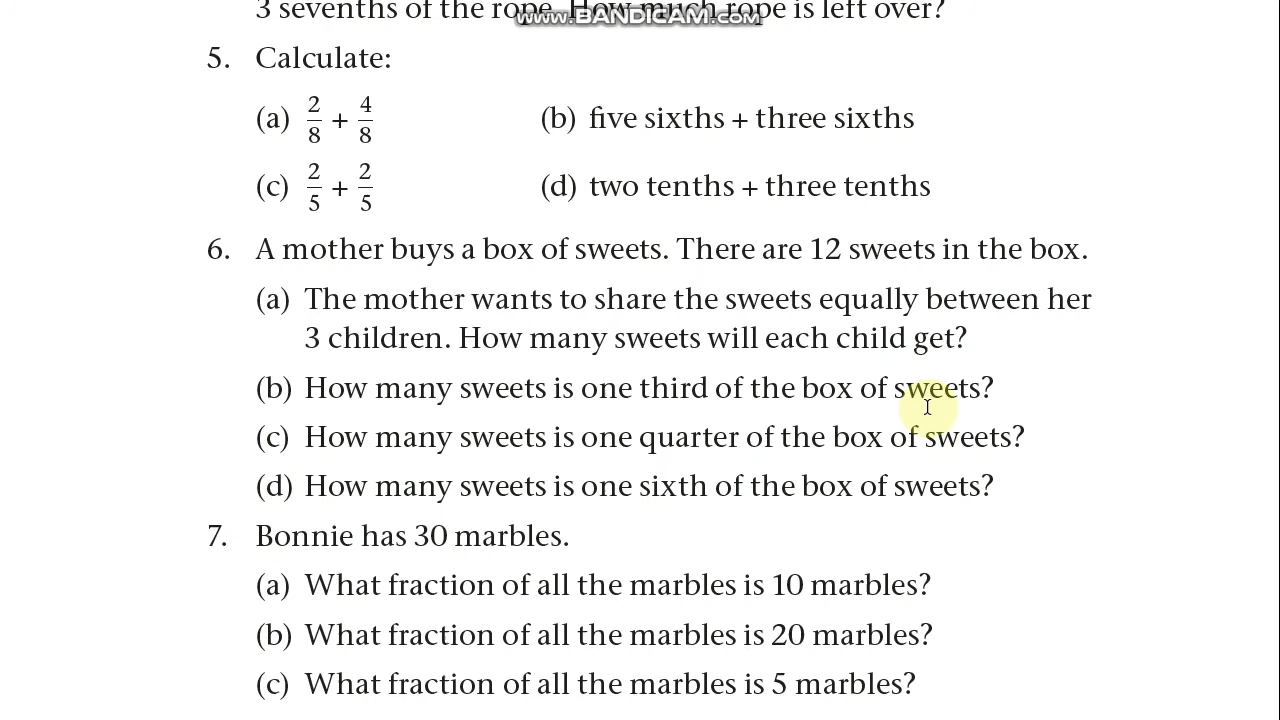 3 sevenths of the rope. How much rope is left over?
www.BANDICAM.com
5. Calculate:
(a) 2/8 + 4/8 (b) five sixths + three sixths
(c) 2/5 + 2/5 (d) two tenths + three tenths
6. A mother buys a box of sweets. There are 12 sweets in the box.
(a) The mother wants to share the sweets equally between her
3 children. How many sweets will each child get?
(b) How many sweets is one third of the box of sweets?
(c) How many sweets is one quarter of the box of sweets?
(d) How many sweets is one sixth of the box of sweets?
7. Bonnie has 30 marbles.
(a) What fraction of all the marbles is 10 marbles?
(b) What fraction of all the marbles is 20 marbles?
(c) What fraction of all the marbles is 5 marbles?